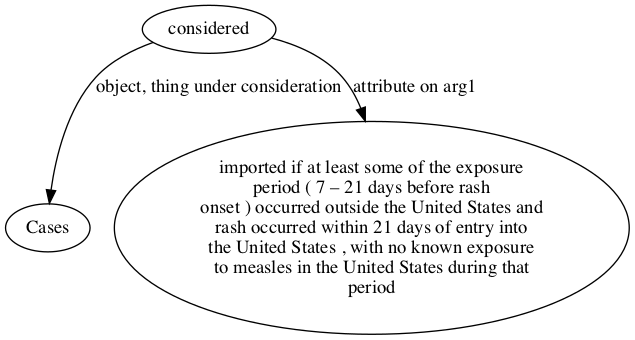 considered
object, thing under consideration
attribute on arg1
Cases
imported if at least some of the exposure
period ( 7 – 21 days before rash
onset ) occurred outside the United States and
rash occurred within 21 days of entry into
the United States , with no known exposure
to measles in the United States during that
period